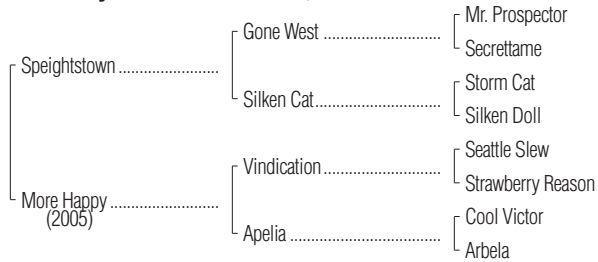 Mr. Prospector
Gone West
Secrettame
Speightstown
Storm Cat
Silken Cat
Silken Doll
Seattle Slew
Vindication
Strawberry Reason
More Happy
(2005)
Cool Victor
Apelia
Arbela